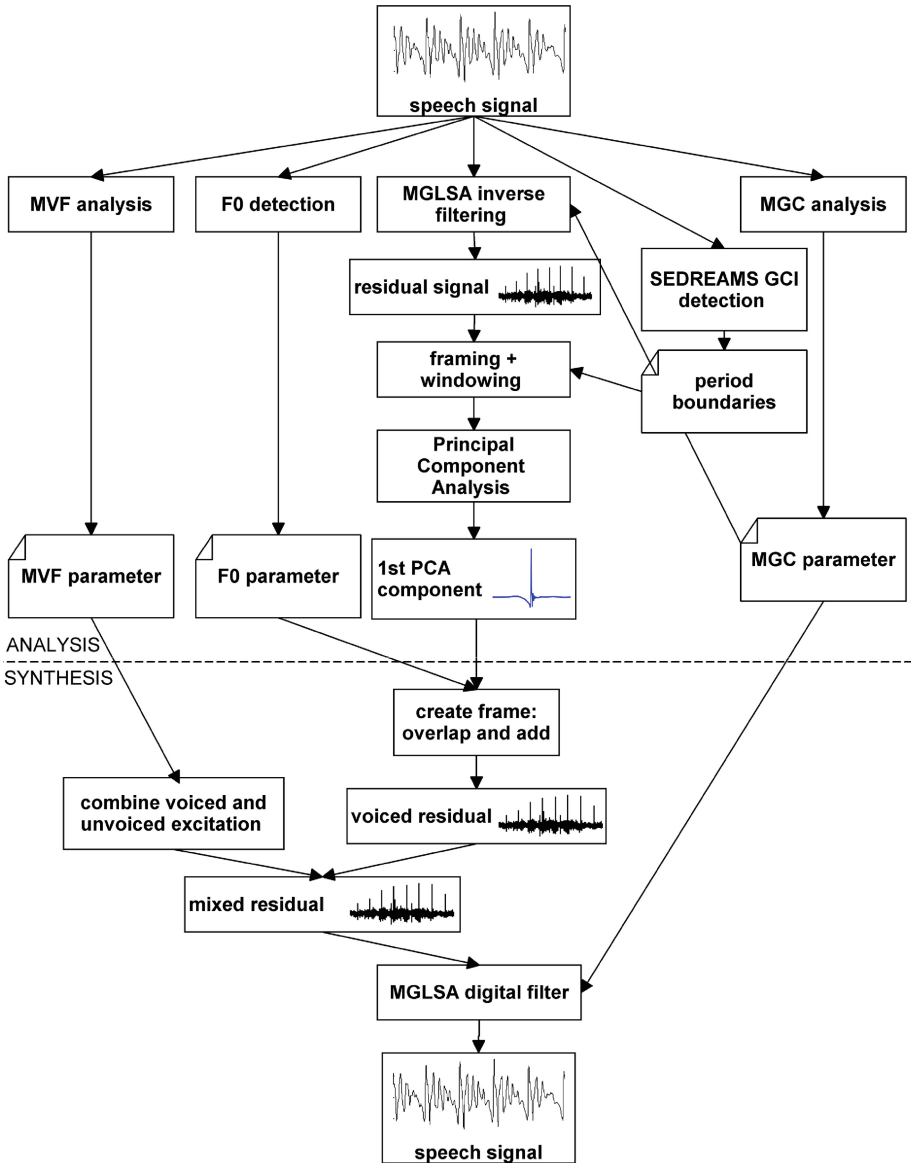 speech signal
MVF analysis
F0 detection
MGLSA inverse
filtering
MGC analysis
SEDREAMS GCI
detection
residual signal
framing +
windowing
period
boundaries
Principal
Component
Analysis
MVF parameter
F0 parameter
1st PCA
component
MGC parameter
ANALYSIS
SYNTHESIS
create frame:
overlap and add
combine voiced and
unvoiced excitation
voiced residual
mixed residual
MGLSA digital filter
speech signal